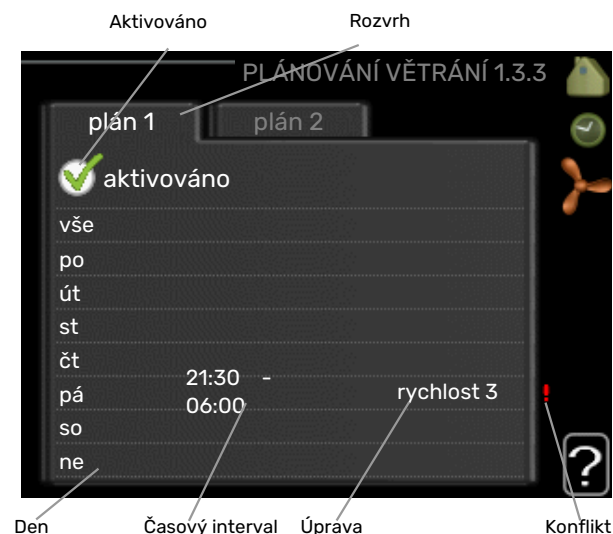 Aktivováno Rozvrh
PLÁNOVÁNÍ VĚTRÁNÍ 1.3.3
plán 1 plán 2
aktivováno
vše
po
út
st
čt
21:30 -
pá rychlost 3 !
06:00
so
ne
?
Den Časový interval Úprava Konflikt